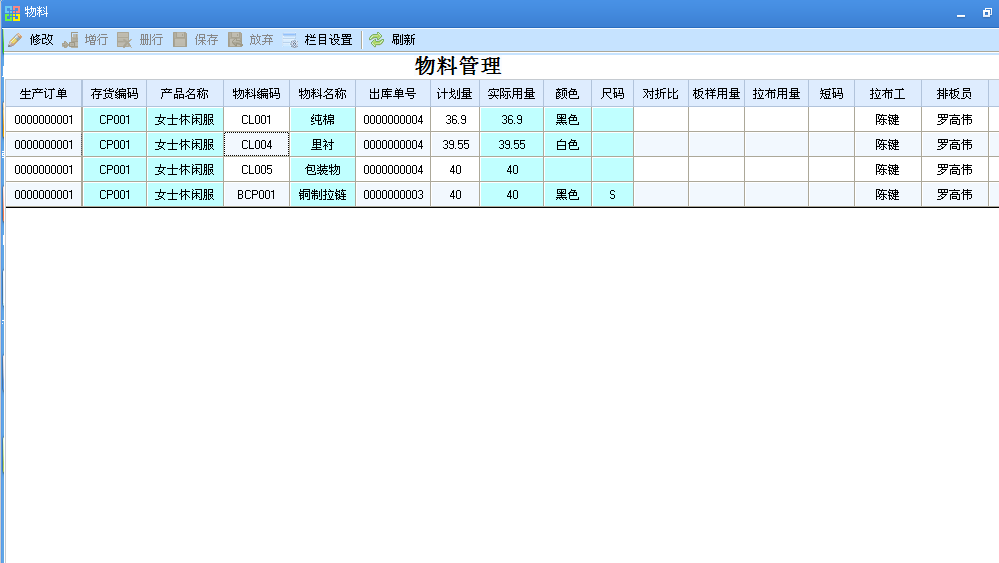 物料
修改 增行 删行 保存 放弃 栏目设置 刷新
物料管理
生产订单 存货编码 产品名称 物料编码 物料名称 出库单号 计划量 实际用量 颜色 尺码 对折比 板样用量 拉布用量 短码 拉布工 排板员
0000000001 CP001 女士休闲服 CL001 纯棉 0000000004 36.9 36.9 黑色 陈键 罗高伟
0000000001 CP001 女士休闲服 CL004 里衬 0000000004 39.55 39.55 白色 陈键 罗高伟
0000000001 CP001 女士休闲服 CL005 包装物 0000000004 40 40 陈键 罗高伟
0000000001 CP001 女士休闲服 BCP001 铜制拉链 0000000003 40 40 黑色 S 陈键 罗高伟